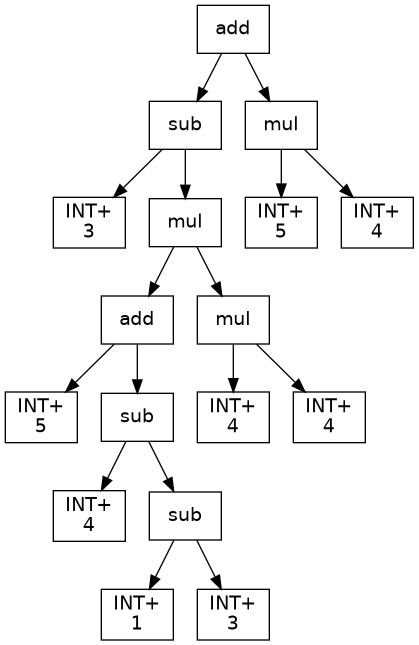 add
sub
mul
INT+
3
mul
INT+
5
INT+
4
add
mul
INT+
5
sub
INT+
4
INT+
4
INT+
4
sub
INT+
1
INT+
3